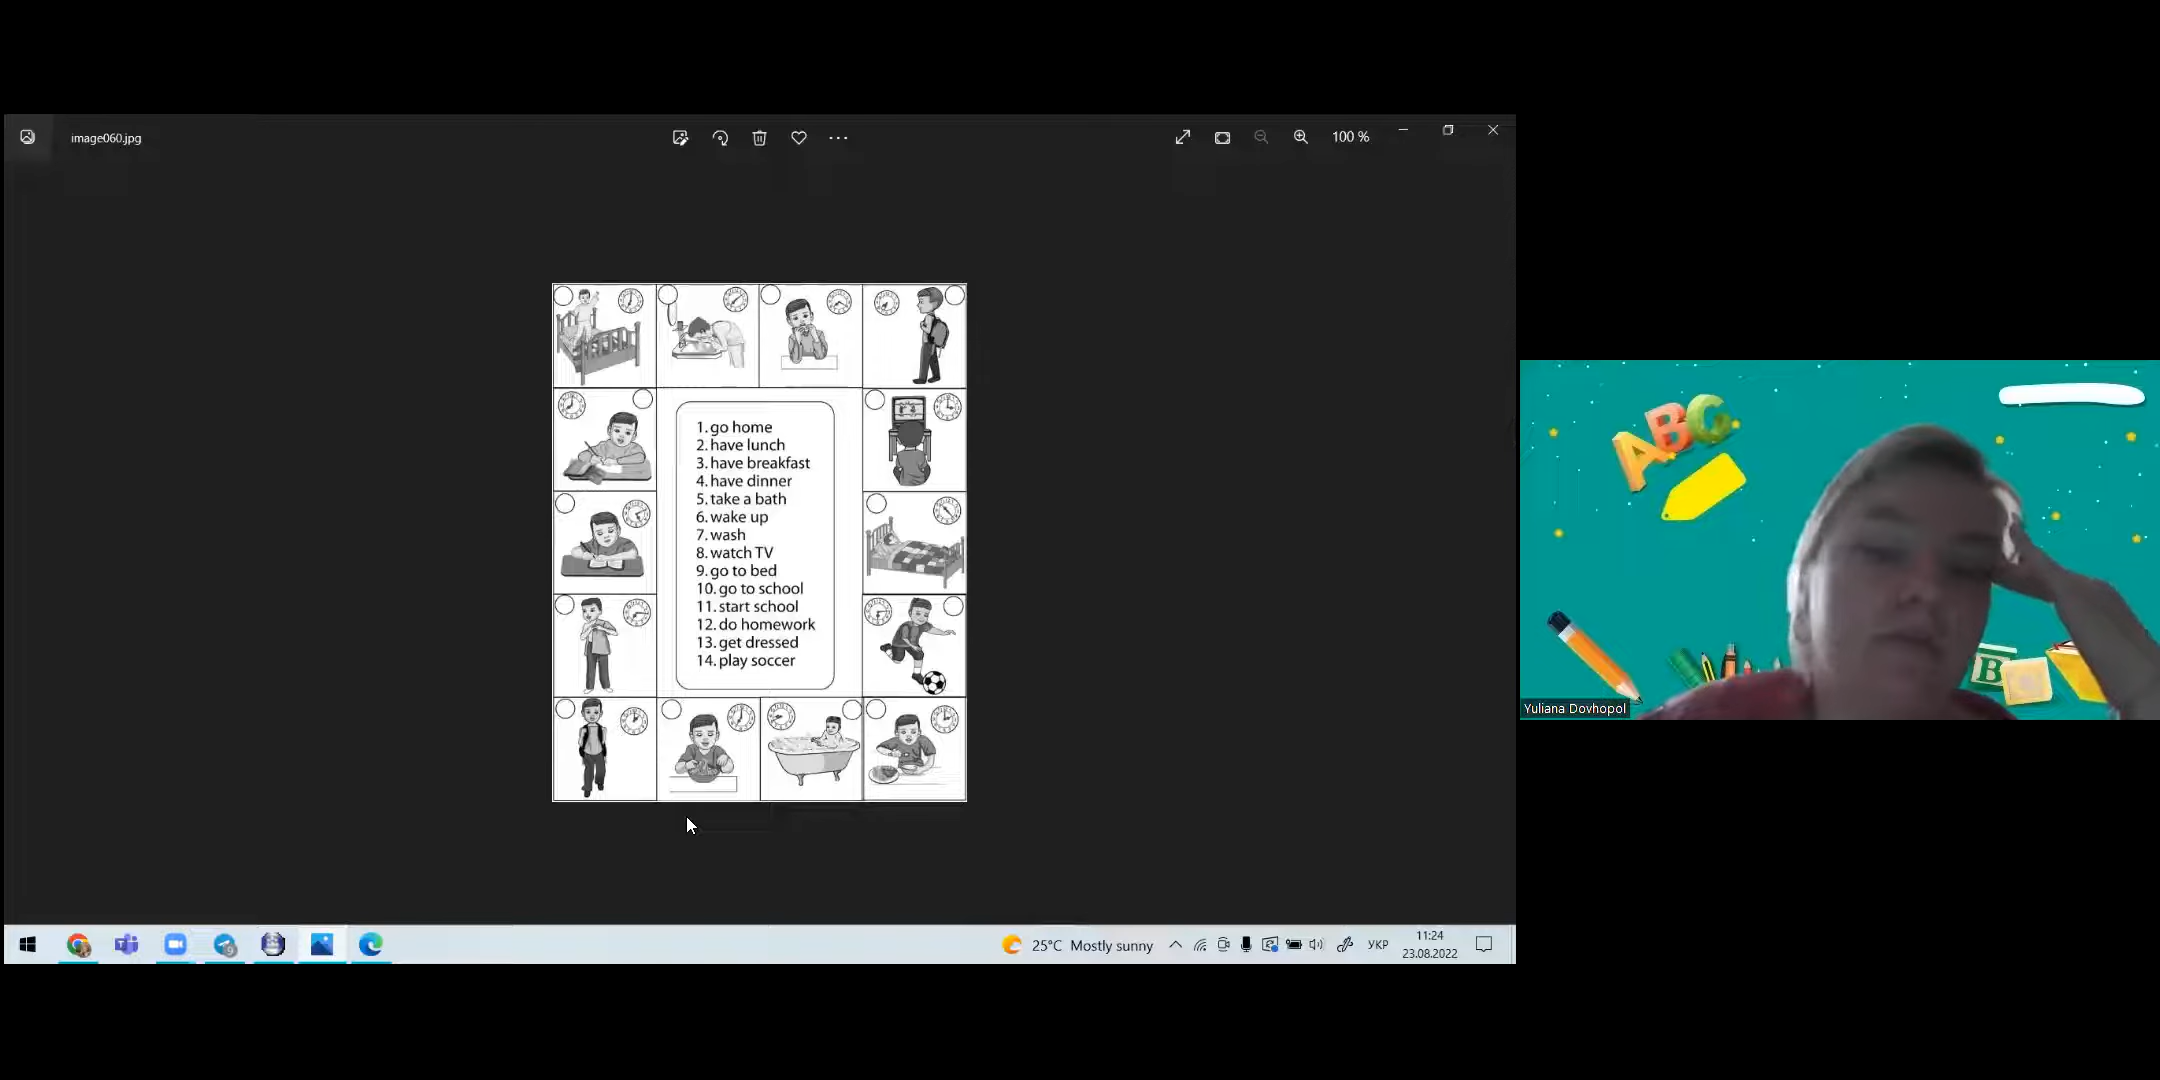 image060.jpg
100 %
1. go home
2. have lunch
3. have breakfast
4. have dinner
5. take a bath
6. wake up
7. wash
8. watch TV
9. go to bed
10. go to school
11. start school
12. do homework
13. get dressed
14. play soccer
ABC
B
Yuliana Dovhopol
25°C Mostly sunny
УКР
11:24
23.08.2022